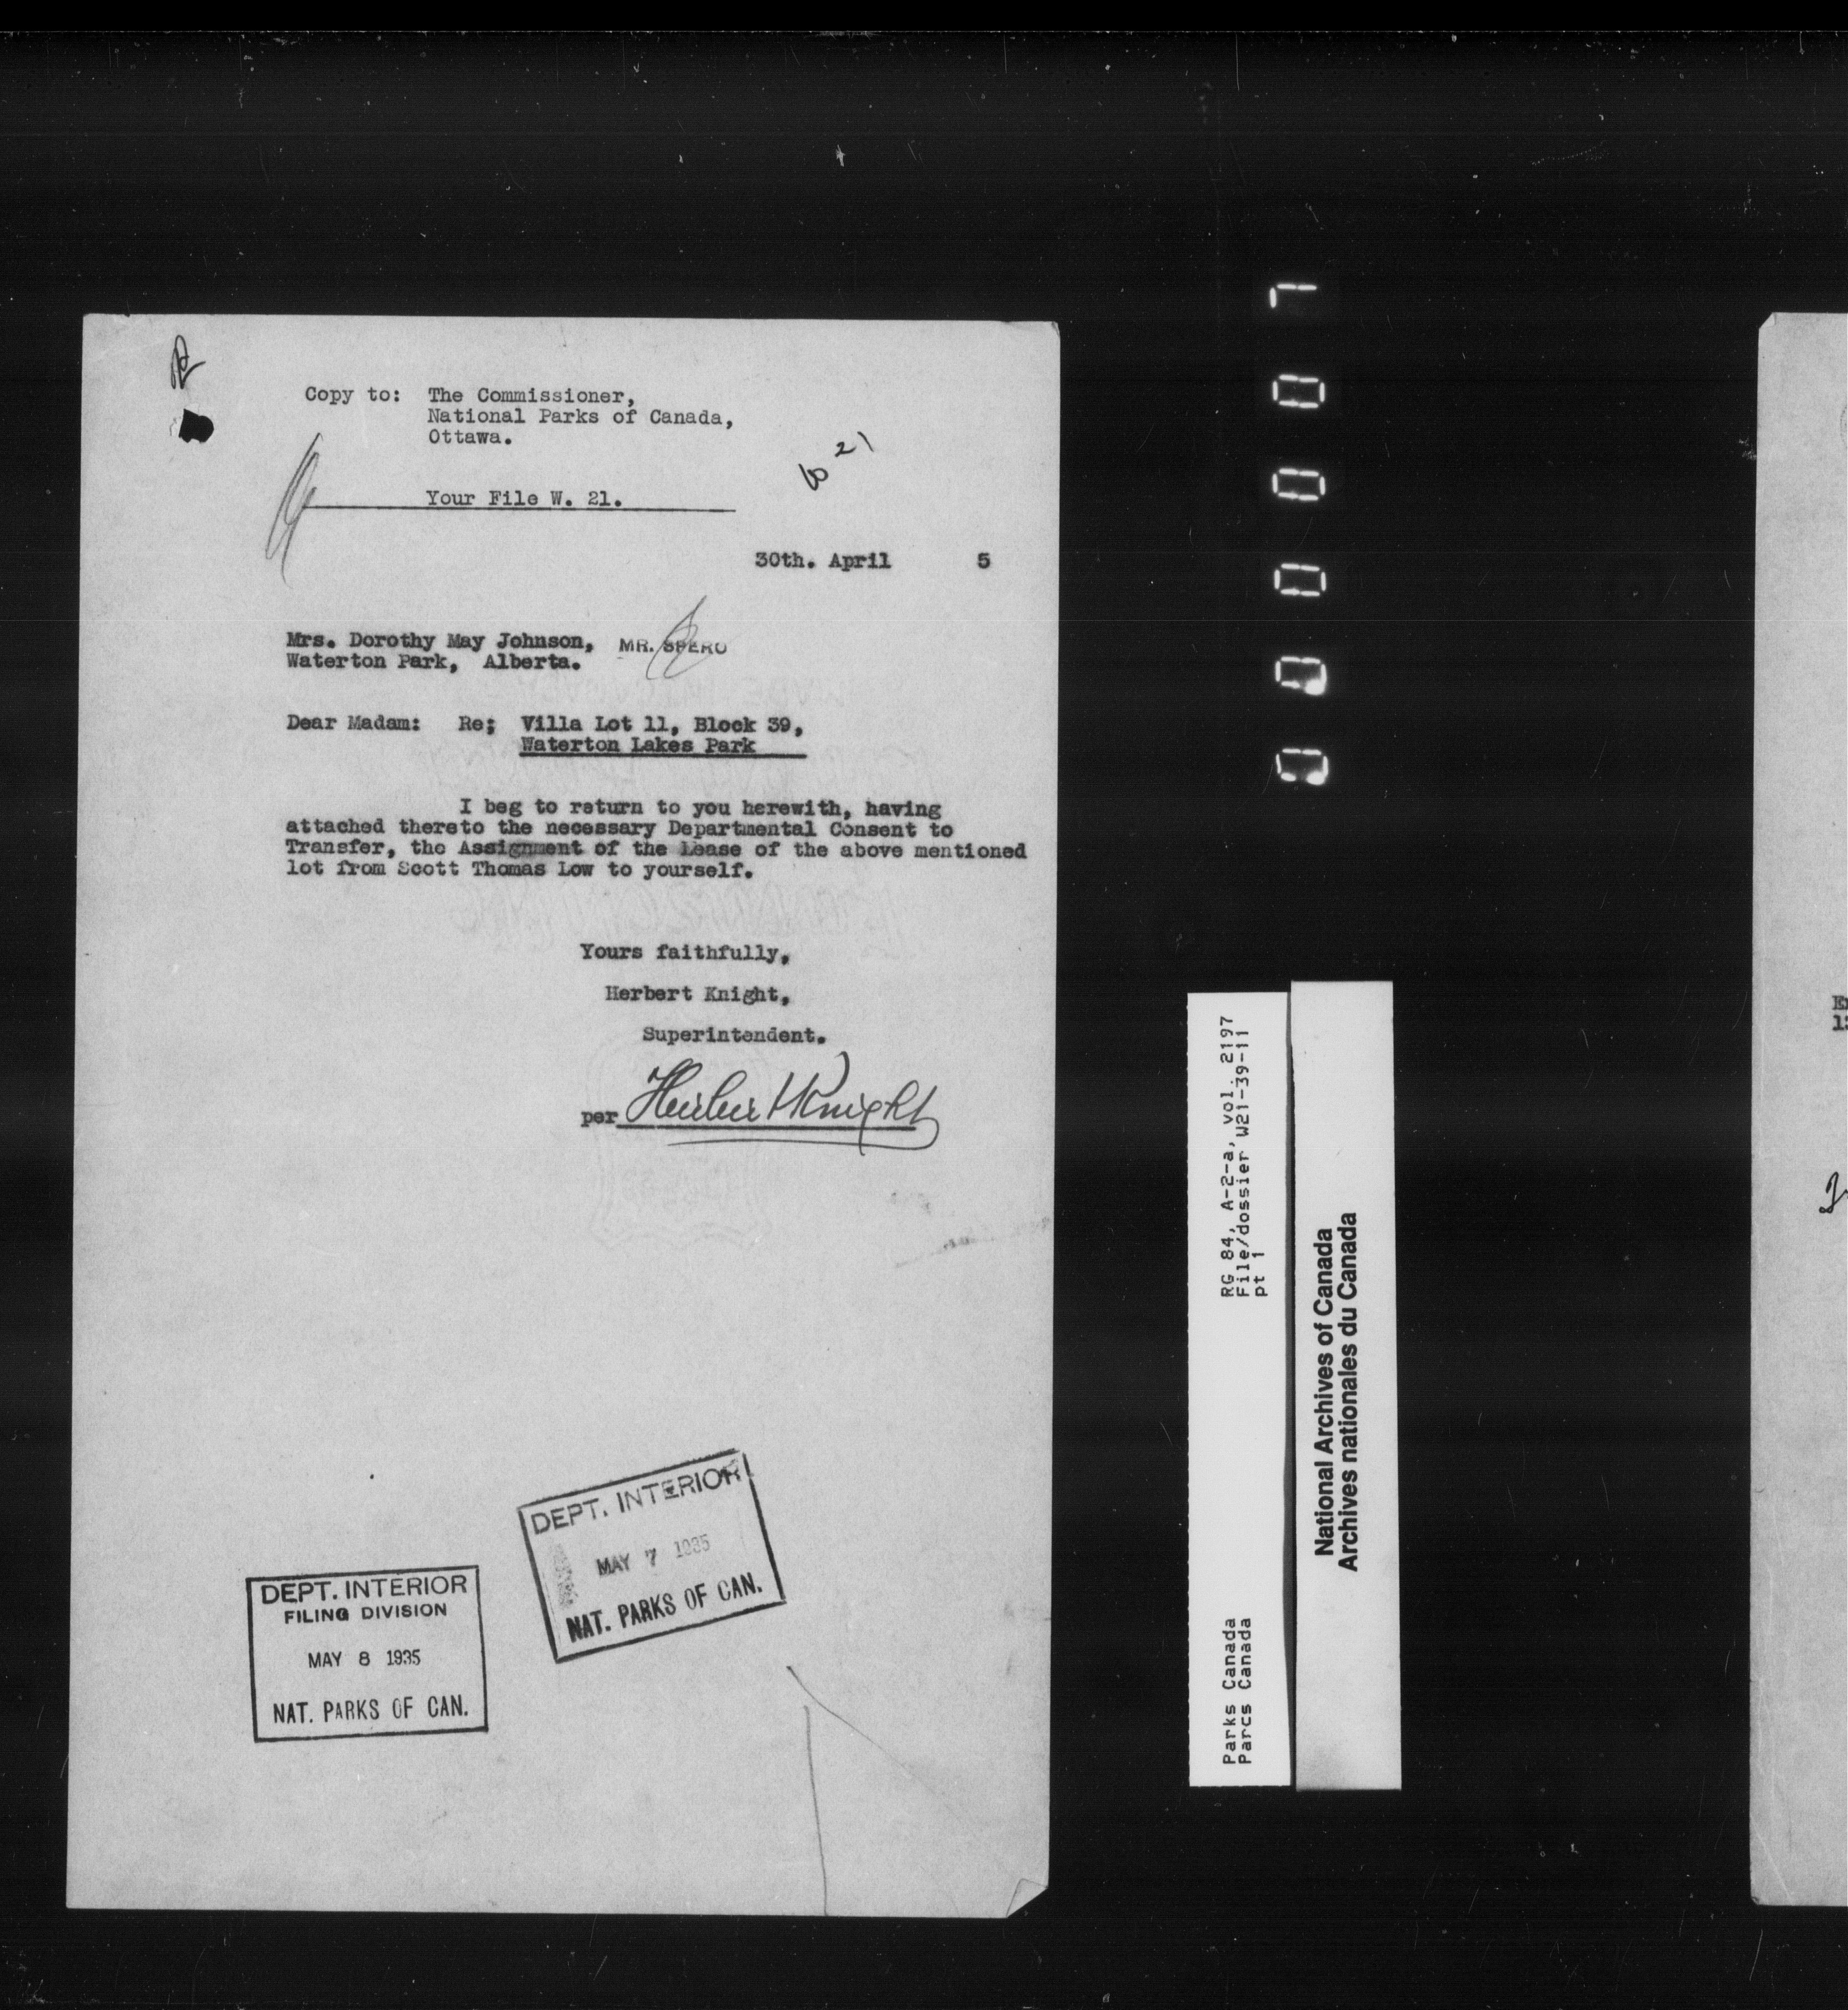 Copy to: The Commissioner,
National Parks of Canada,
Ottawa.
W 21
Your File W. 21.
30th. April 5
Mrs. Dorothy May Johnson, MR. SPERO
Waterton Park, Alberta.
Dear Madam: Re; Villa Lot 11, Block 39,
Waterton Lakes Park
I beg to return to you herewith, having
attached thereto the necessary Departmental Consent to
Transfer, the Assignment of the Lease of the above mentioned
lot from Scott Thomas Low to yourself.
Yours faithfully,
Herbert Knight,
Superintendent.
per Herbert Knight
DEPT. INTERIOR
MAY 7 1935
NAT. PARKS OF CAN.
DEPT. INTERIOR
FILING DIVISION
MAY 8 1935
NAT. PARKS OF CAN.
RG 84, A-2-a, vol. 2197
File/dossier W21-39-11
pt 1
Parks Canada
Parcs Canada
National Archives of Canada
Archives nationales du Canada